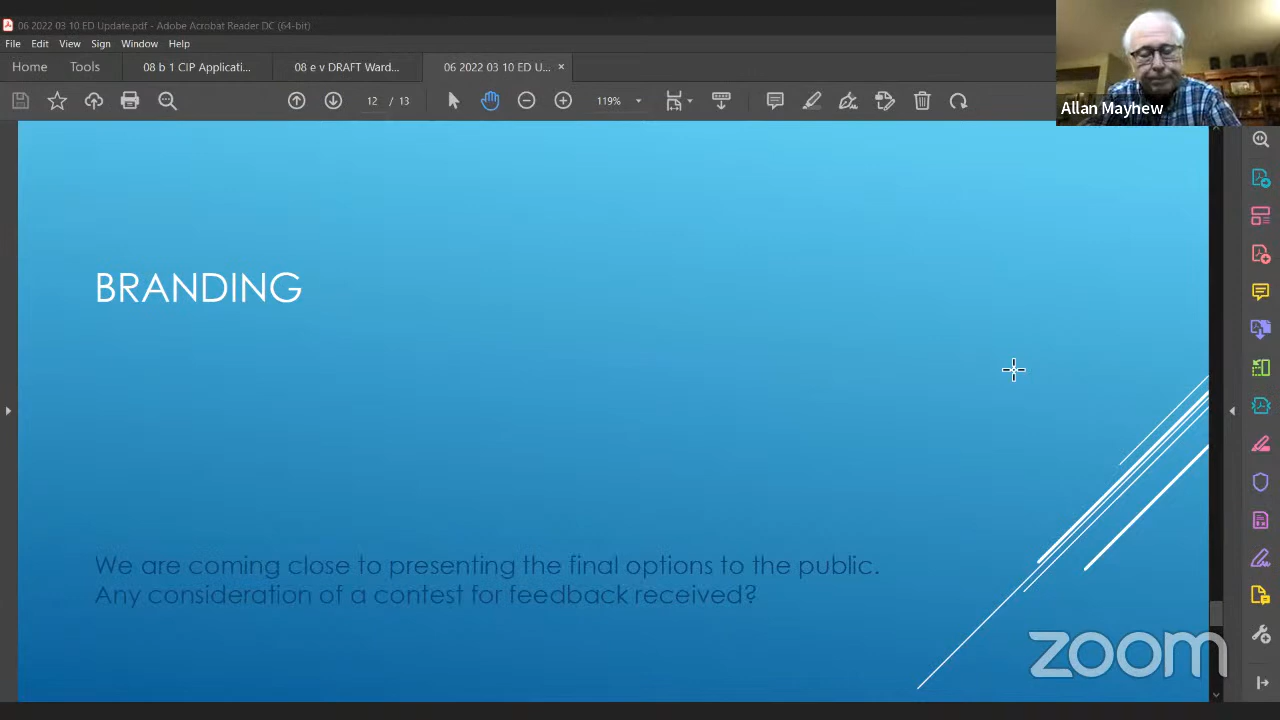 06 2022 03 10 ED Update.pdf - Adobe Acrobat Reader DC (64-bit)
File Edit View Sign Window Help
Home Tools 08 b 1 CIP Applicati... 08 e v DRAFT Ward... 06 2022 03 10 ED U... ×
12 / 13 119%
Allan Mayhew
BRANDING
We are coming close to presenting the final options to the public.
Any consideration of a contest for feedback received?
zoom